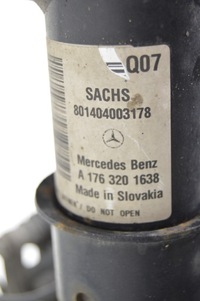 Q07
SACHS
801404003178
Mercedes Benz
A 176 320 1638
Made in Slovakia
/ DO NOT OPEN